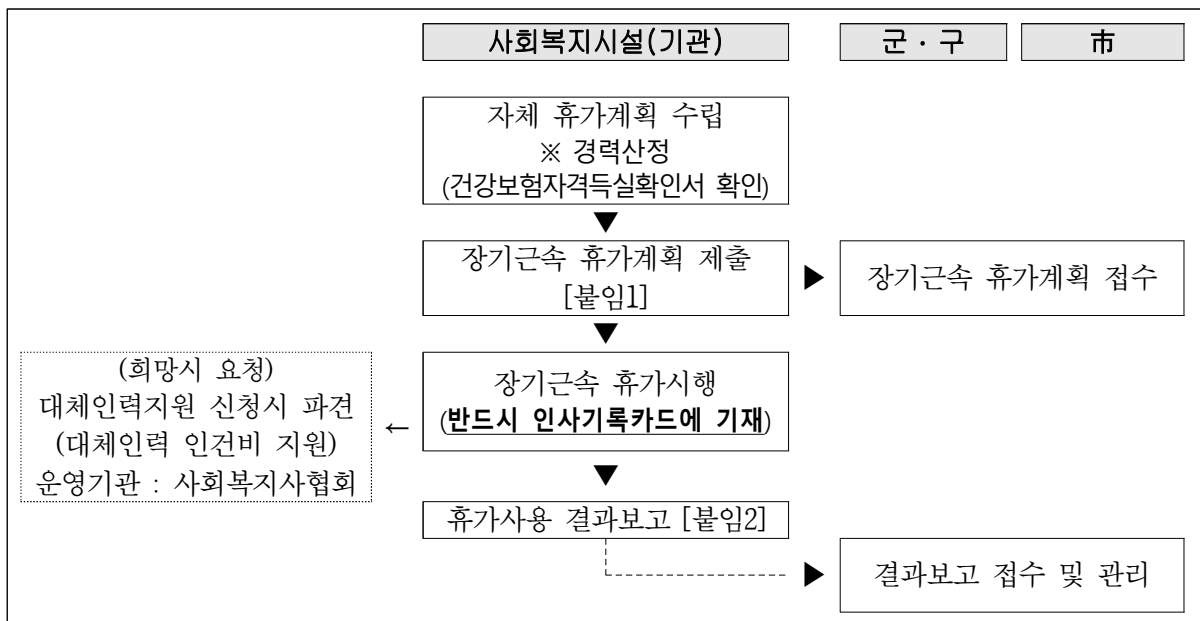 사회복지시설(기관)
군·구
市
자체 휴가계획 수립
※ 경력산정
(건강보험자격득실확인서 확인)
▼
장기근속 휴가계획 제출
[붙임1]
▶
장기근속 휴가계획 접수
▼
(희망시 요청)
대체인력지원 신청시 파견
(대체인력 인건비 지원)
운영기관 : 사회복지사협회
←
장기근속 휴가시행
(반드시 인사기록카드에 기재)
▼
휴가사용 결과보고 [붙임2]
▶
결과보고 접수 및 관리